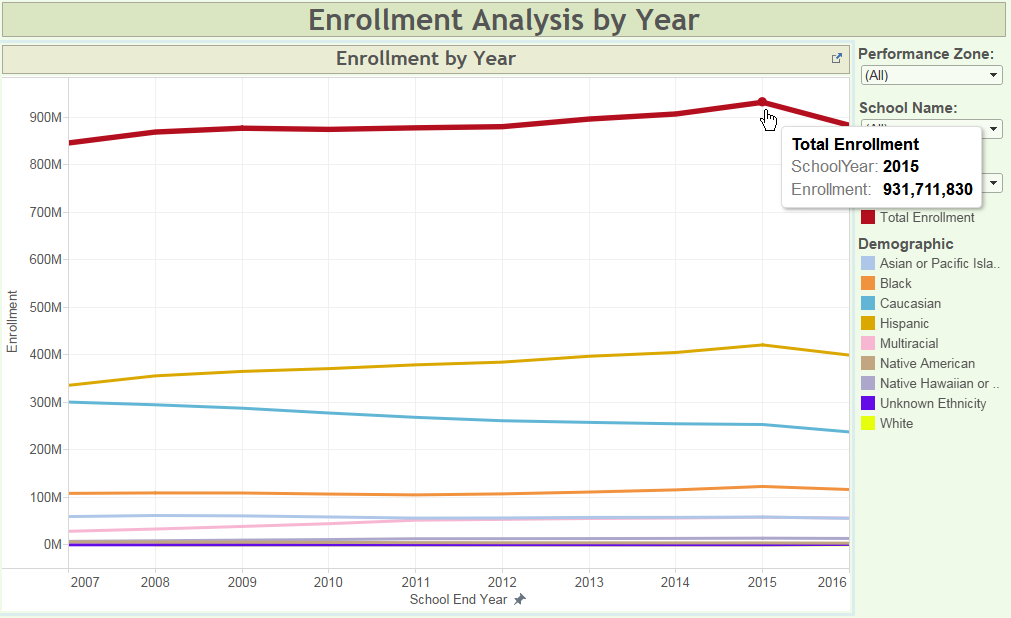 Enrollment Analysis by Year
Enrollment by Year
Performance Zone:
(All)
School Name:
Total Enrollment
SchoolYear: 2015
Enrollment: 931,711,830
Total Enrollment
Demographic
Asian or Pacific Isla..
Black
Caucasian
Hispanic
Multiracial
Native American
Native Hawaiian or ..
Unknown Ethnicity
White
Enrollment
900M
800M
700M
600M
500M
400M
300M
200M
100M
0M
2007 2008 2009 2010 2011 2012 2013 2014 2015 2016
School End Year